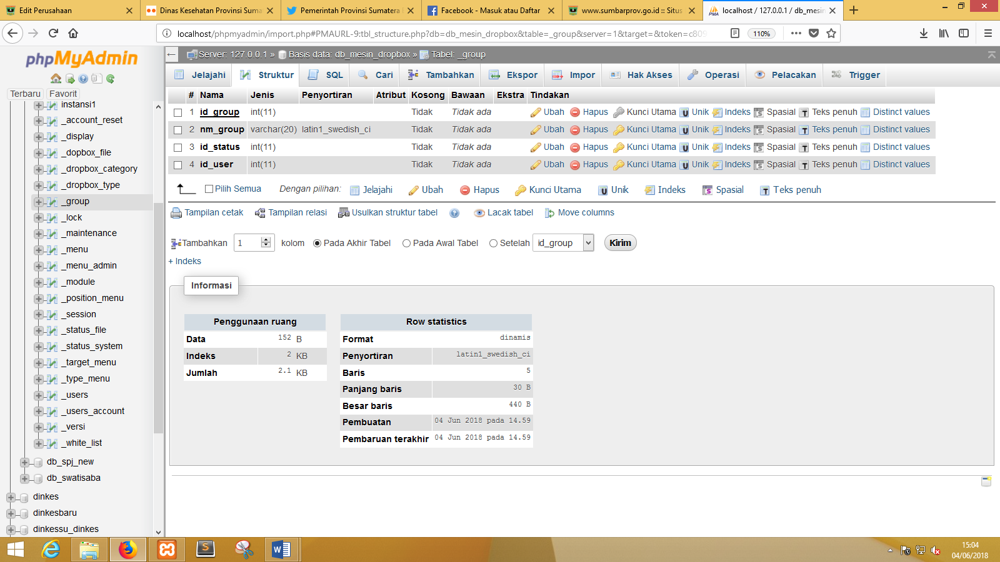 Edit Perusahaan
Dinas Kesehatan Provinsi Suma
Pemerintah Provinsi Sumatera
Facebook - Masuk atau Daftar
www.sumbarprov.go.id :: Situs
localhost / 127.0.0.1 / db_mesin
localhost/phpmyadmin/import.php#PMAURL-9:tbl_structure.php?db=db_mesin_dropbox&table=_group&server=1&target=&token=c809
110%
phpMyAdmin
Terbaru Favorit
instansi1
_account_reset
_display
_dopbox_file
_dropbox_category
_dropbox_type
_group
_lock
_maintenance
_menu
_menu_admin
_module
_position_menu
_session
_status_file
_status_system
_target_menu
_type_menu
_users
_users_account
_versi
_white_list
db_spj_new
db_swatisaba
dinkes
dinkesbaru
dinkessu_dinkes
Server: 127.0.0.1 » Basis data: db_mesin_dropbox » Tabel: _group
Jelajahi Struktur SQL Cari Tambahkan Ekspor Impor Hak Akses Operasi Pelacakan Trigger
# Nama Jenis Penyortiran Atribut Kosong Bawaan Ekstra Tindakan
1 id_group int(11) Tidak Tidak ada Ubah Hapus Kunci Utama Unik Indeks Spasial Teks penuh Distinct values
2 nm_group varchar(20) latin1_swedish_ci Tidak Tidak ada Ubah Hapus Kunci Utama Unik Indeks Spasial Teks penuh Distinct values
3 id_status int(11) Tidak Tidak ada Ubah Hapus Kunci Utama Unik Indeks Spasial Teks penuh Distinct values
4 id_user int(11) Tidak Tidak ada Ubah Hapus Kunci Utama Unik Indeks Spasial Teks penuh Distinct values
Pilih Semua Dengan pilihan: Jelajahi Ubah Hapus Kunci Utama Unik Indeks Spasial Teks penuh
Tampilan cetak Tampilan relasi Usulkan struktur tabel Lacak tabel Move columns
Tambahkan 1 kolom Pada Akhir Tabel Pada Awal Tabel Setelah id_group Kirim
+ Indeks
Informasi
Penggunaan ruang
Data 152 B
Indeks 2 KB
Jumlah 2.1 KB
Row statistics
Format dinamis
Penyortiran latin1_swedish_ci
Baris 5
Panjang baris 30 B
Besar baris 440 B
Pembuatan 04 Jun 2018 pada 14.59
Pembaruan terakhir 04 Jun 2018 pada 14.59
15:04
04/06/2018